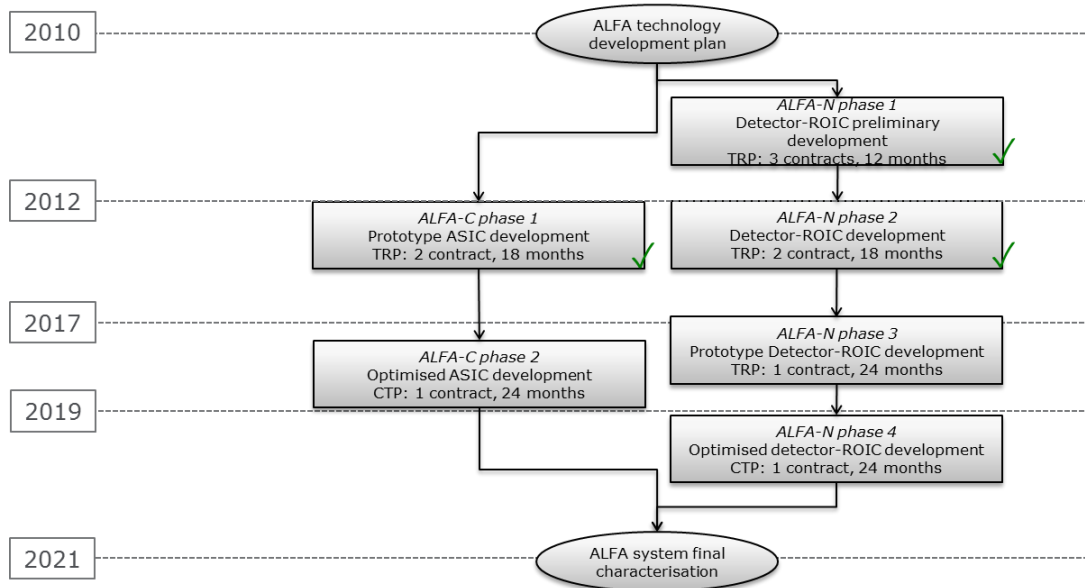 2010
ALFA technology
development plan
ALFA-N phase 1
Detector-ROIC preliminary
development
TRP: 3 contracts, 12 months
2012
ALFA-C phase 1
Prototype ASIC development
TRP: 2 contract, 18 months
ALFA-N phase 2
Detector-ROIC development
TRP: 2 contract, 18 months
2017
ALFA-C phase 2
Optimised ASIC development
CTP: 1 contract, 24 months
ALFA-N phase 3
Prototype Detector-ROIC development
TRP: 1 contract, 24 months
2019
ALFA-N phase 4
Optimised detector-ROIC development
CTP: 1 contract, 24 months
2021
ALFA system final
characterisation